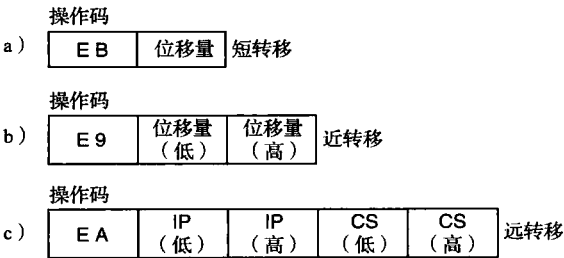 操作码
a） EB 位移量 短转移
操作码
b） E9 位移量（低） 位移量（高） 近转移
操作码
c） EA IP（低） IP（高） CS（低） CS（高） 远转移